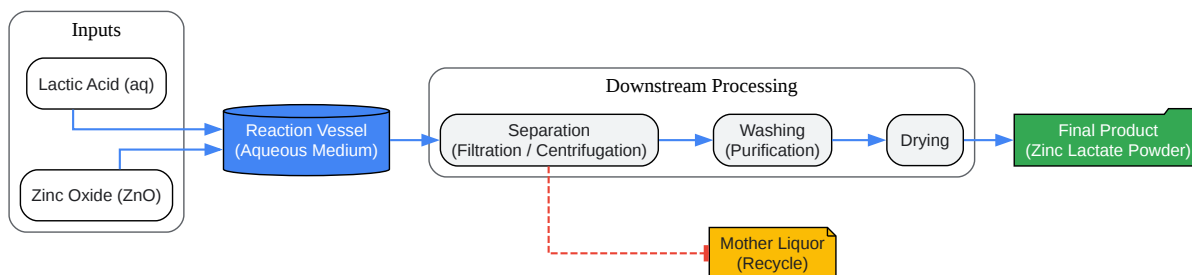 Inputs
Lactic Acid (aq)
Zinc Oxide (ZnO)
Reaction Vessel
(Aqueous Medium)
Downstream Processing
Separation
(Filtration / Centrifugation)
Washing
(Purification)
Drying
Final Product
(Zinc Lactate Powder)
Mother Liquor
(Recycle)